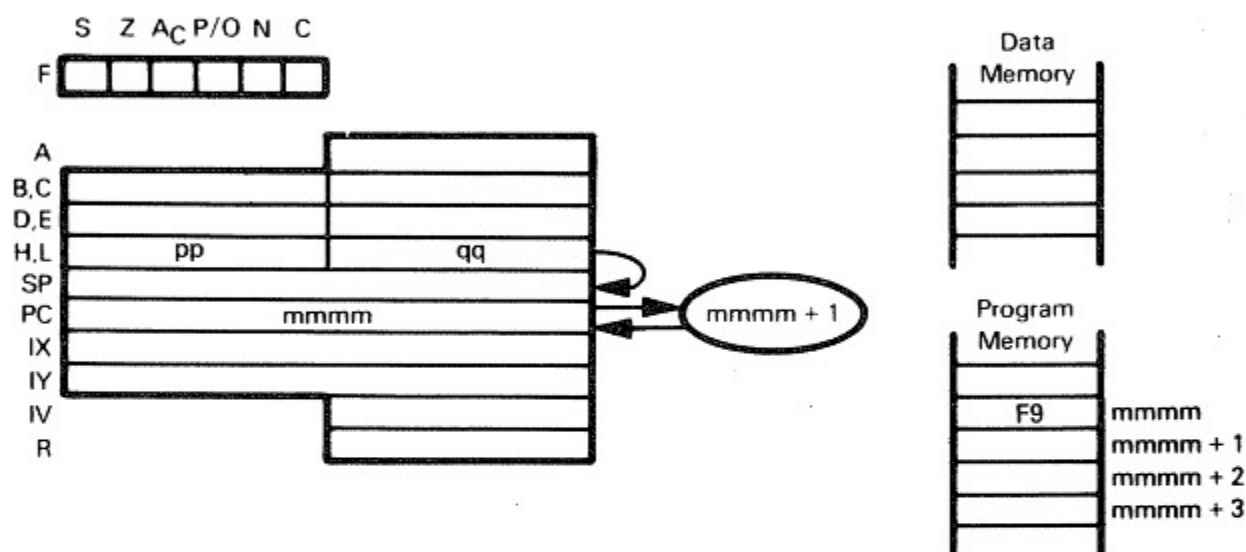 S Z AC P/O N C
F
A
B,C
D,E
H,L pp qq
SP
PC mmmm mmmm + 1
IX
IY
IV
R
Data
Memory
Program
Memory
F9 mmmm
mmmm + 1
mmmm + 2
mmmm + 3